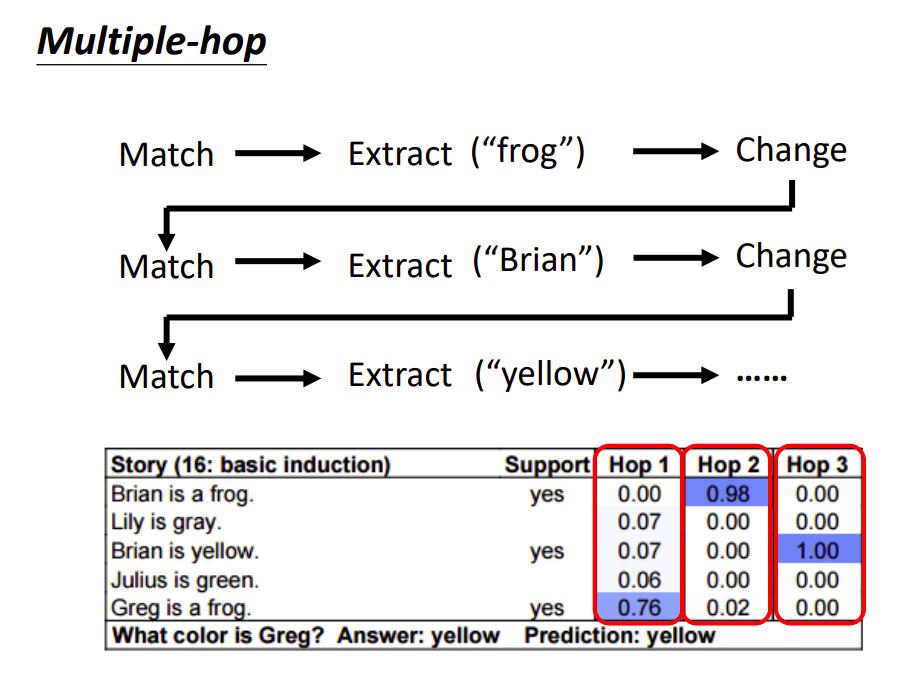 Multiple-hop
Match Extract (“frog”) Change
Match Extract (“Brian”) Change
Match Extract (“yellow”) ......
Story (16: basic induction) Support Hop 1 Hop 2 Hop 3
Brian is a frog. yes 0.00 0.98 0.00
Lily is gray. 0.07 0.00 0.00
Brian is yellow. yes 0.07 0.00 1.00
Julius is green. 0.06 0.00 0.00
Greg is a frog. yes 0.76 0.02 0.00
What color is Greg? Answer: yellow Prediction: yellow